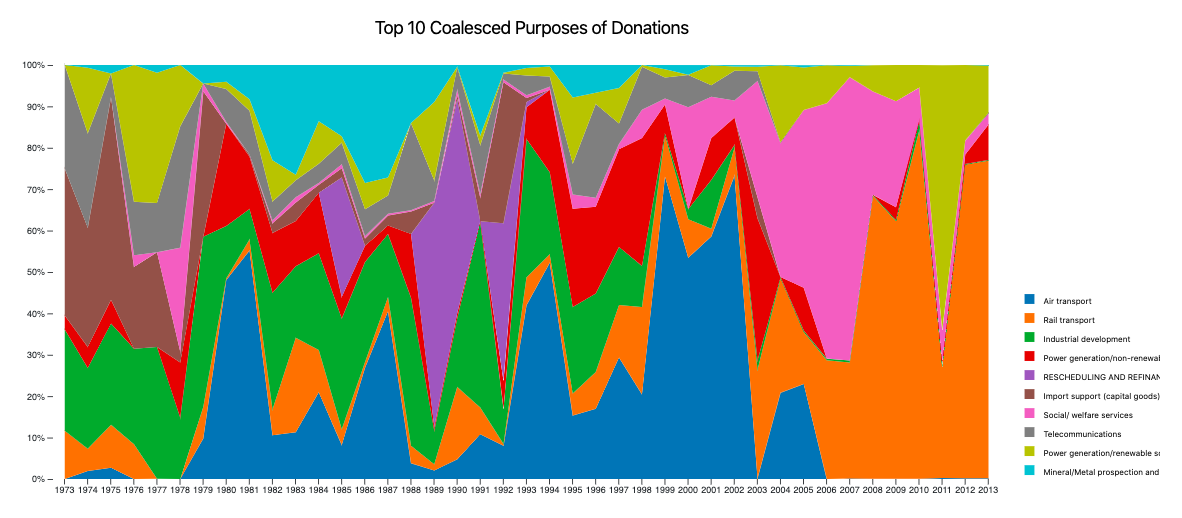 Top 10 Coalesced Purposes of Donations
100%
90%
80%
70%
60%
50%
40%
30%
20%
10%
0%
1973 1974 1975 1976 1977 1978 1979 1980 1981 1982 1983 1984 1985 1986 1987 1988 1989 1990 1991 1992 1993 1994 1995 1996 1997 1998 1999 2000 2001 2002 2003 2004 2005 2006 2007 2008 2009 2010 2011 2012 2013
Air transport
Rail transport
Industrial development
Power generation/non-renewal
RESCHEDULING AND REFINAN
Import support (capital goods)
Social/ welfare services
Telecommunications
Power generation/renewable so
Mineral/Metal prospection and